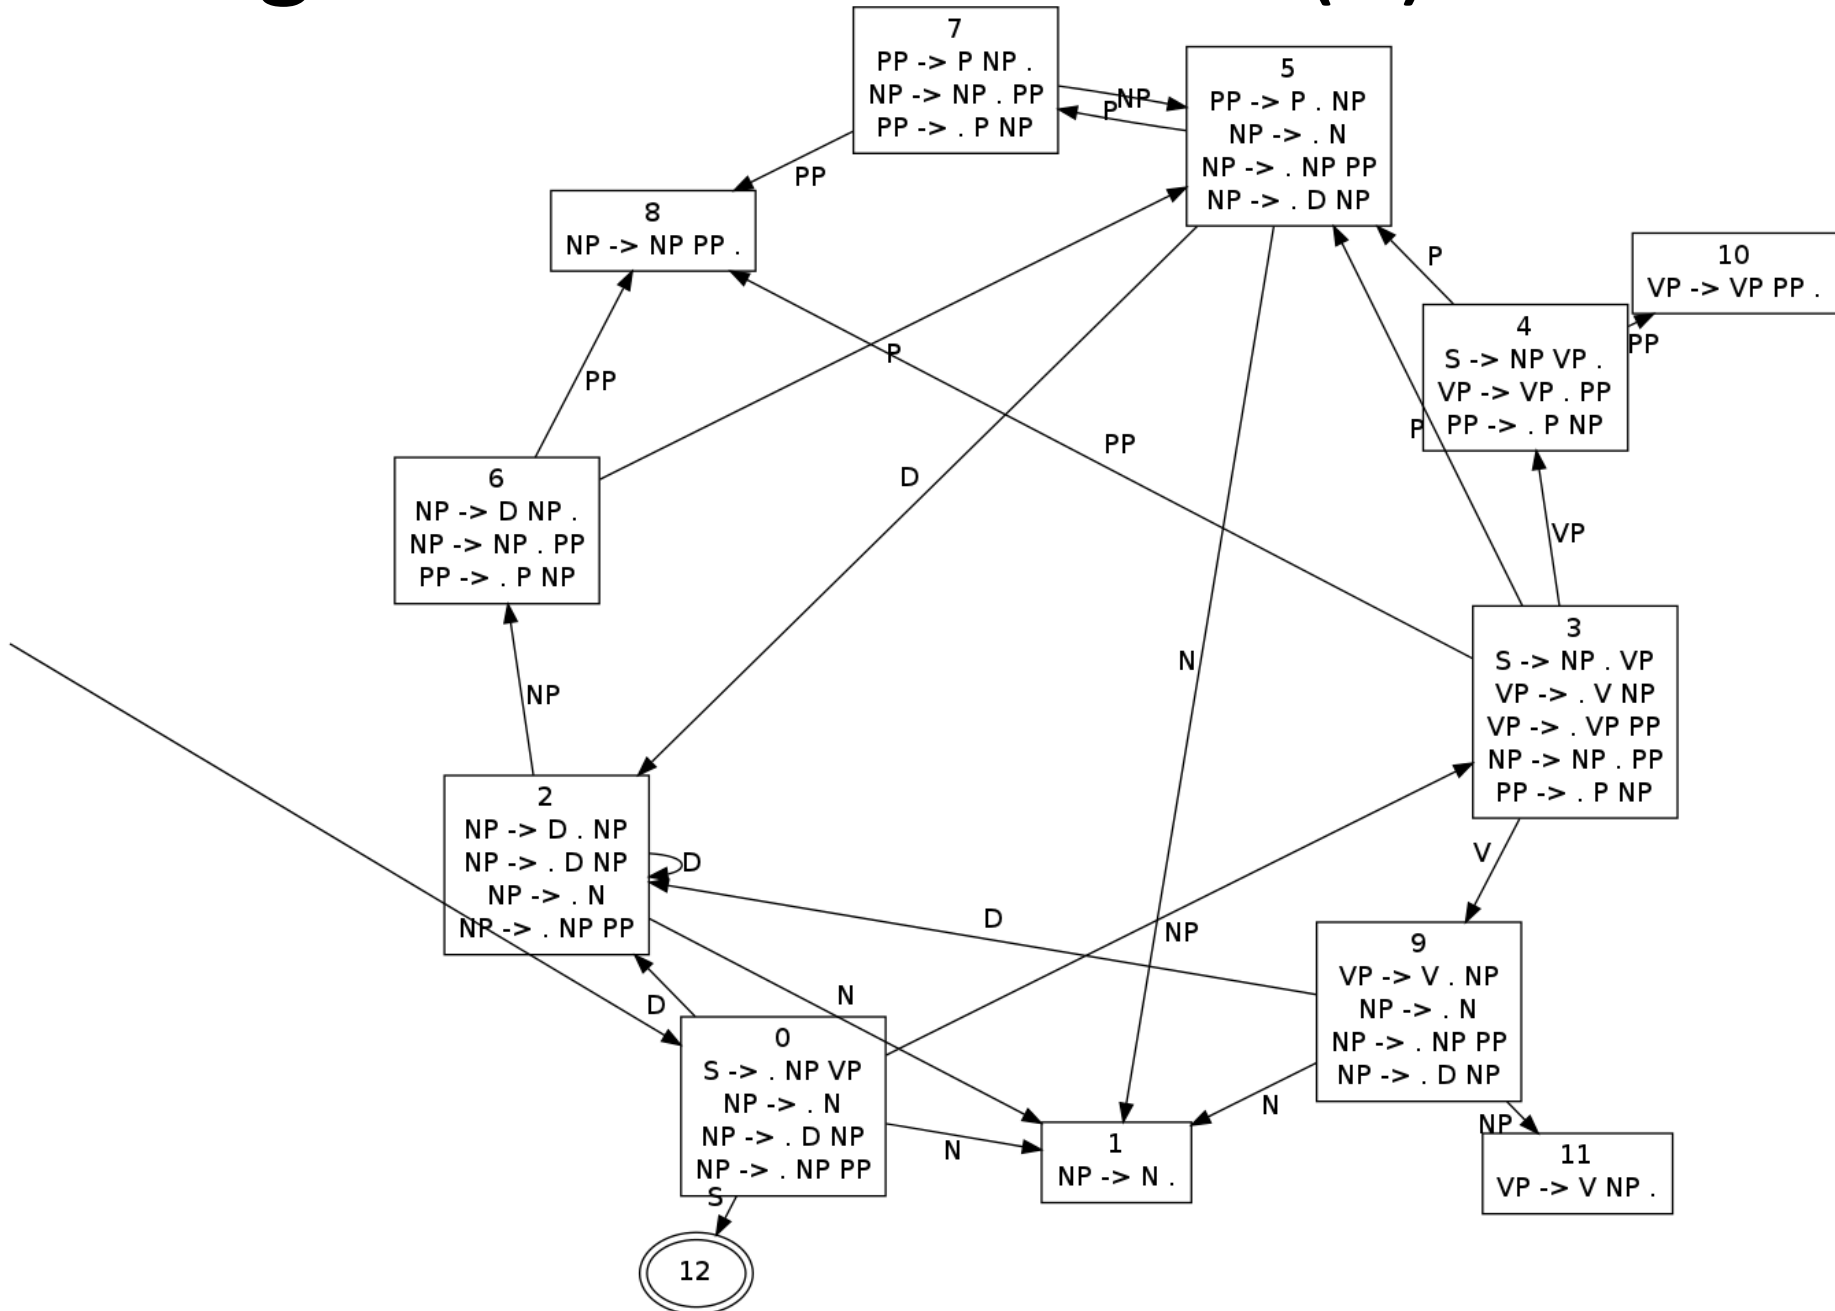 7
PP -> P NP .
NP -> NP . PP
PP -> . P NP
5
PP -> P . NP
NP -> . N
NP -> . NP PP
NP -> . D NP
NP
P
PP
8
NP -> NP PP .
10
VP -> VP PP .
P
4
S -> NP VP .
VP -> VP . PP
PP -> . P NP
PP
P
PP
P
PP
D
6
NP -> D NP .
NP -> NP . PP
PP -> . P NP
VP
3
S -> NP . VP
VP -> . V NP
VP -> . VP PP
NP -> NP . PP
PP -> . P NP
N
NP
2
NP -> D . NP
NP -> . D NP
NP -> . N
NP -> . NP PP
D
V
D
NP
9
VP -> V . NP
NP -> . N
NP -> . NP PP
NP -> . D NP
N
D
0
S -> . NP VP
NP -> . N
NP -> . D NP
NP -> . NP PP
N
N
NP
1
NP -> N .
11
VP -> V NP .
S
12